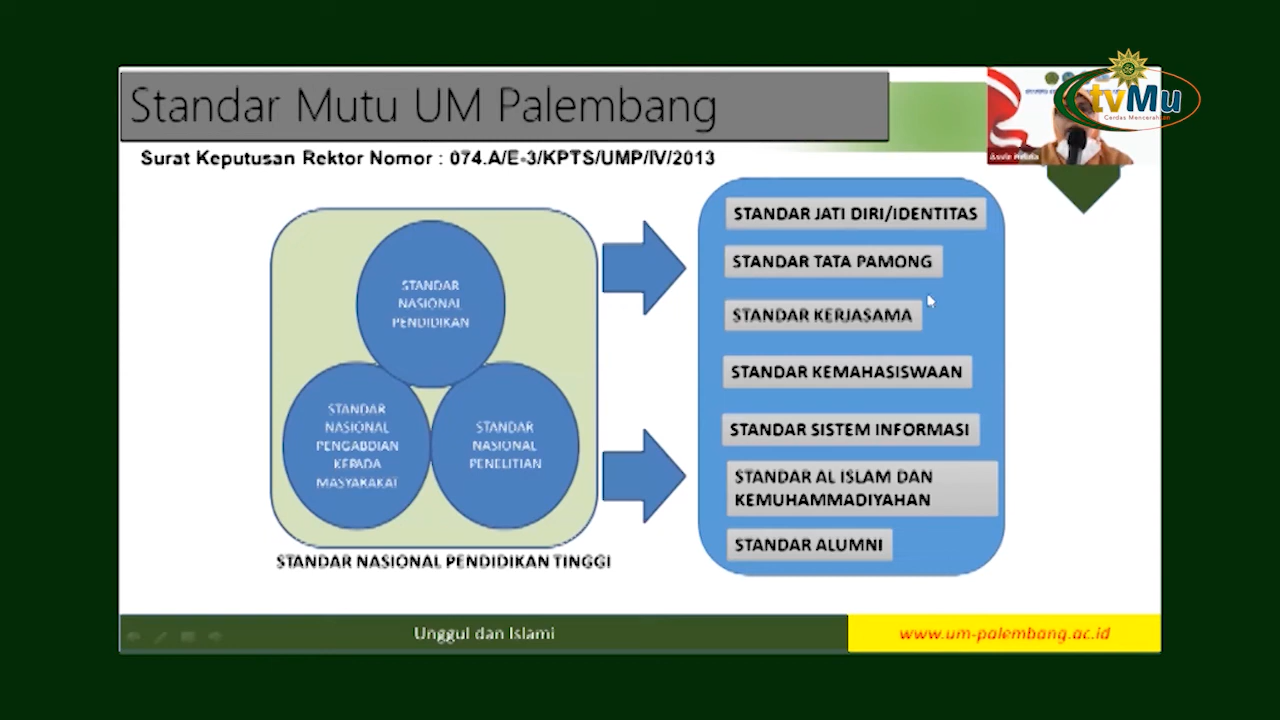 Standar Mutu UM Palembang
tvMu
Cerdas Mencerahkan
Surat Keputusan Rektor Nomor : 074.A/E-3/KPTS/UMP/IV/2013
STANDAR
NASIONAL
PENDIDIKAN
STANDAR
NASIONAL
PENGABDIAN
KEPADA
MASYARAKAT
STANDAR
NASIONAL
PENELITIAN
STANDAR NASIONAL PENDIDIKAN TINGGI
STANDAR JATI DIRI/IDENTITAS
STANDAR TATA PAMONG
STANDAR KERJASAMA
STANDAR KEMAHASISWAAN
STANDAR SISTEM INFORMASI
STANDAR AL ISLAM DAN
KEMUHAMMADIYAHAN
STANDAR ALUMNI
Unggul dan Islami
www.um-palembang.ac.id